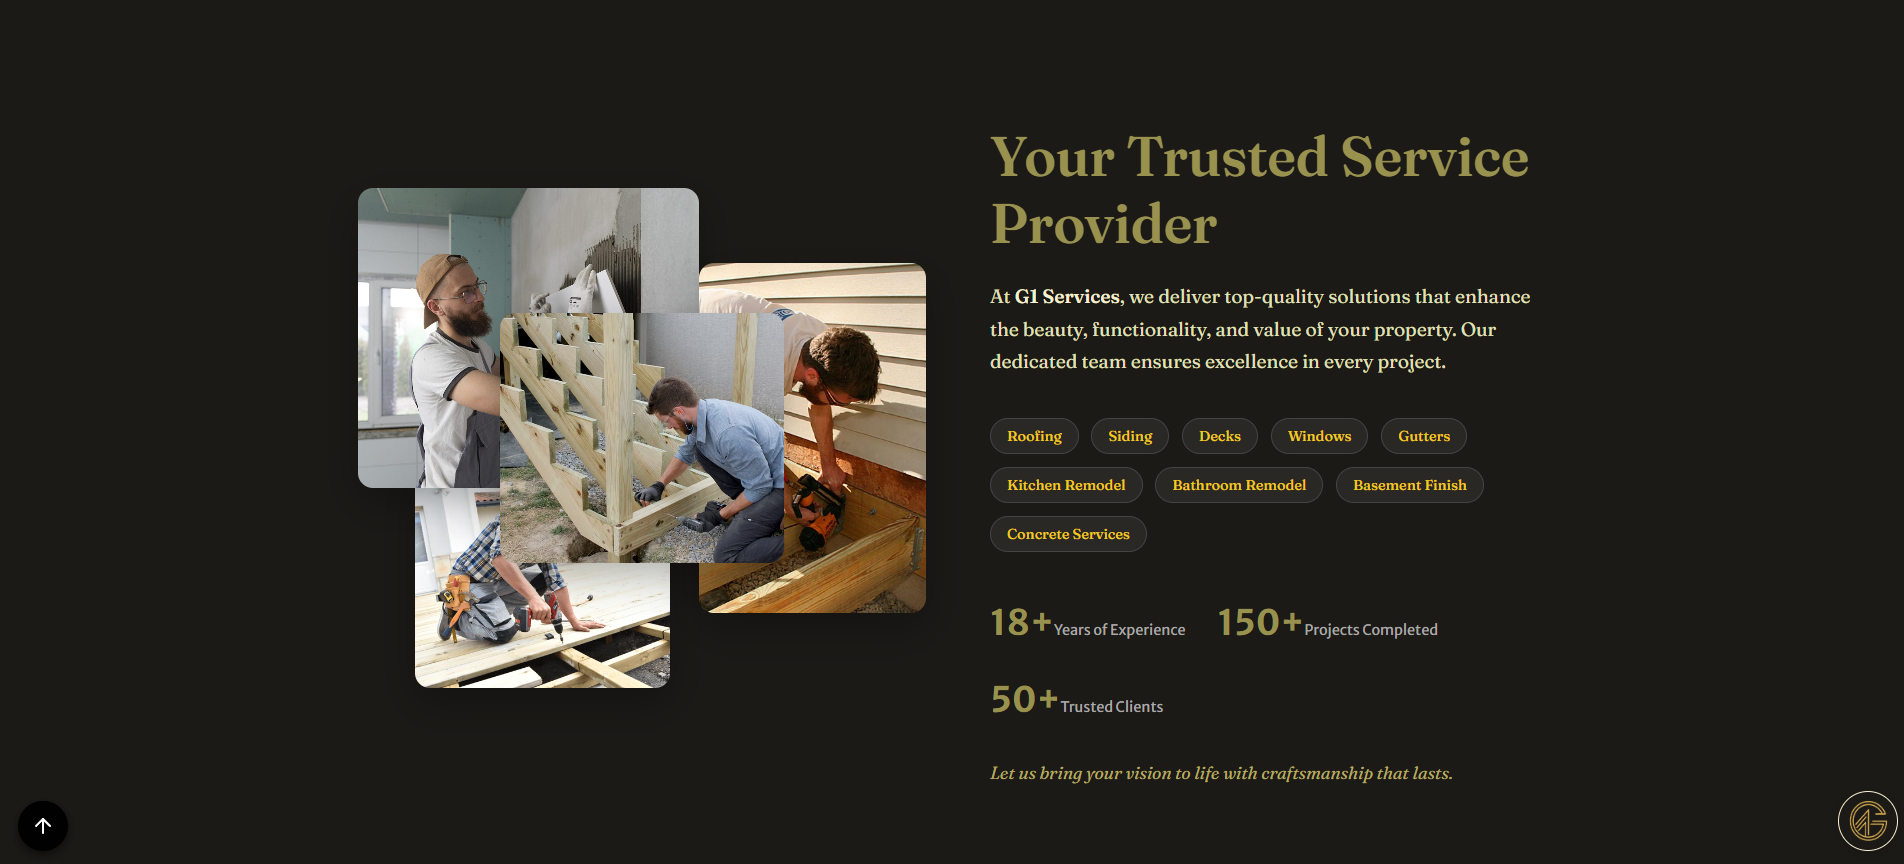 Your Trusted Service
Provider
At G1 Services, we deliver top-quality solutions that enhance
the beauty, functionality, and value of your property. Our
dedicated team ensures excellence in every project.
Roofing Siding Decks Windows Gutters
Kitchen Remodel Bathroom Remodel Basement Finish
Concrete Services
18+ Years of Experience 150+ Projects Completed
50+ Trusted Clients
Let us bring your vision to life with craftsmanship that lasts.